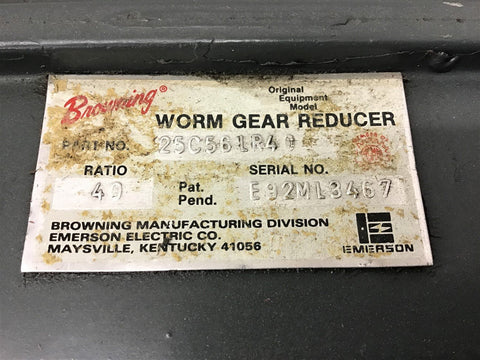 Browning®
Original
Equipment
Model
WORM GEAR REDUCER
PART NO. 25C561R40
RATIO
SERIAL NO.
40
Pat.
Pend.
E92ML3467
BROWNING MANUFACTURING DIVISION
EMERSON ELECTRIC CO.
MAYSVILLE, KENTUCKY 41056
EMERSON